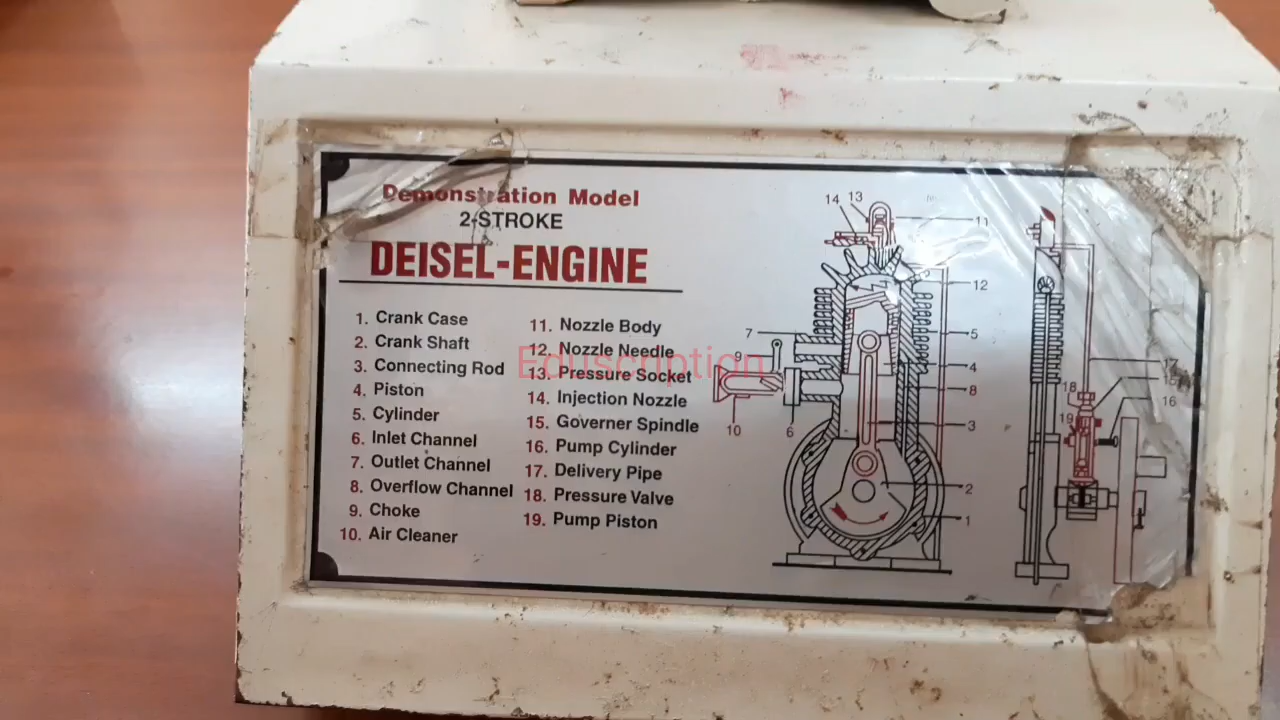 Demonstration Model
2-STROKE
DEISEL-ENGINE
1. Crank Case
2. Crank Shaft
3. Connecting Rod
4. Piston
5. Cylinder
6. Inlet Channel
7. Outlet Channel
8. Overflow Channel
9. Choke
10. Air Cleaner
11. Nozzle Body
12. Nozzle Needle
13. Pressure Socket
14. Injection Nozzle
15. Governer Spindle
16. Pump Cylinder
17. Delivery Pipe
18. Pressure Valve
19. Pump Piston
Eduscription
14 13
11
12
7
5
9
4
8
10
6
3
2
1
17
18
15
16
19